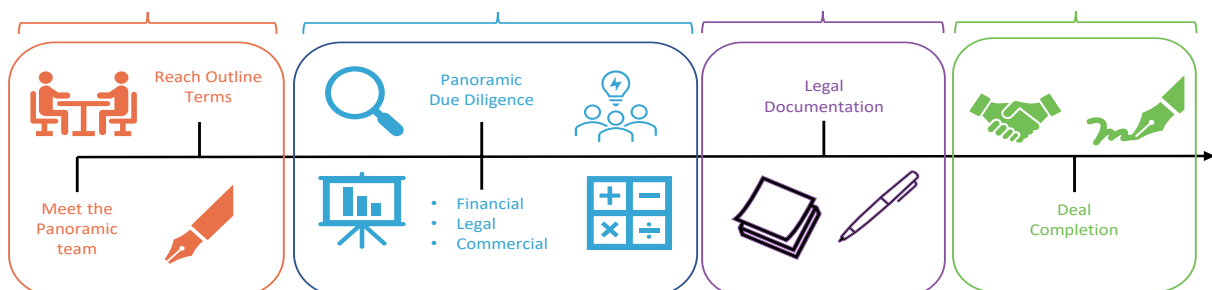 Meet the
Panoramic
team
Reach Outline
Terms
Panoramic
Due Diligence
• Financial
• Legal
• Commercial
Legal
Documentation
Deal
Completion